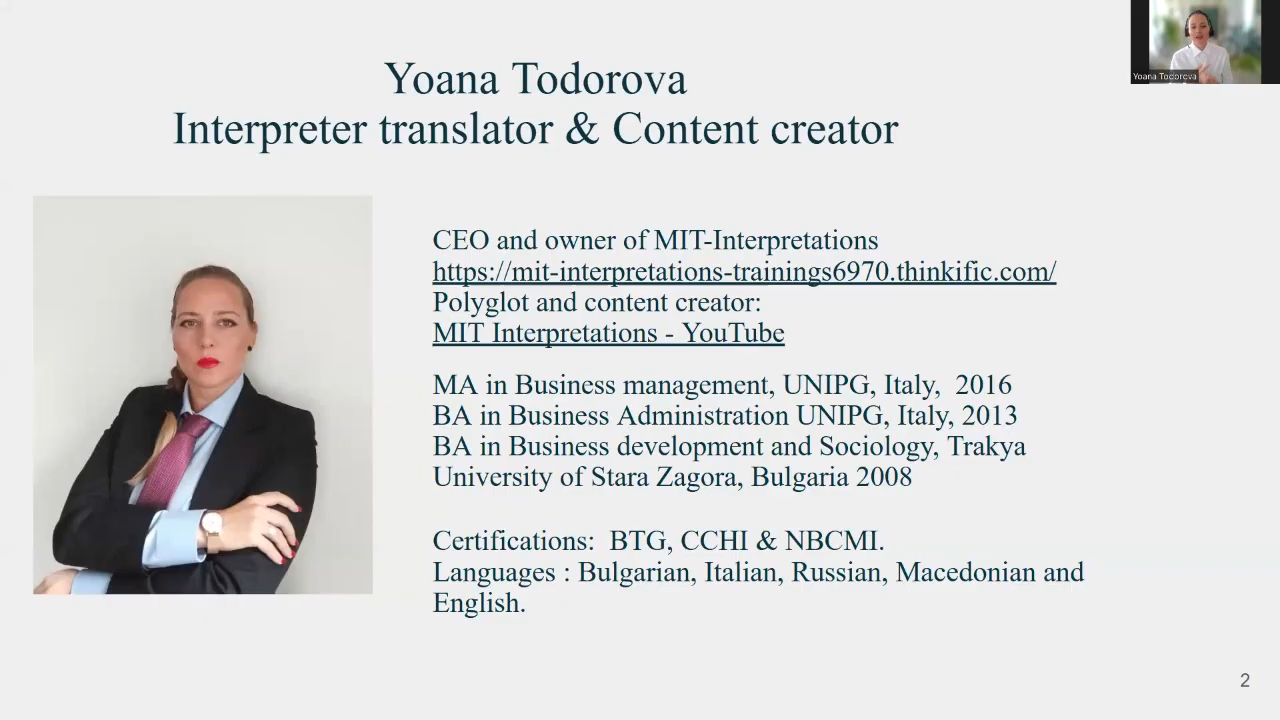 Yoana Todorova
Interpreter translator & Content creator
Yoana Todorova
CEO and owner of MIT-Interpretations
https://mit-interpretations-trainings6970.thinkific.com/
Polyglot and content creator:
MIT Interpretations - YouTube
MA in Business management, UNIPG, Italy,  2016
BA in Business Administration UNIPG, Italy, 2013
BA in Business development and Sociology, Trakya
University of Stara Zagora, Bulgaria 2008
Certifications:  BTG, CCHI & NBCMI.
Languages : Bulgarian, Italian, Russian, Macedonian and
English.
2